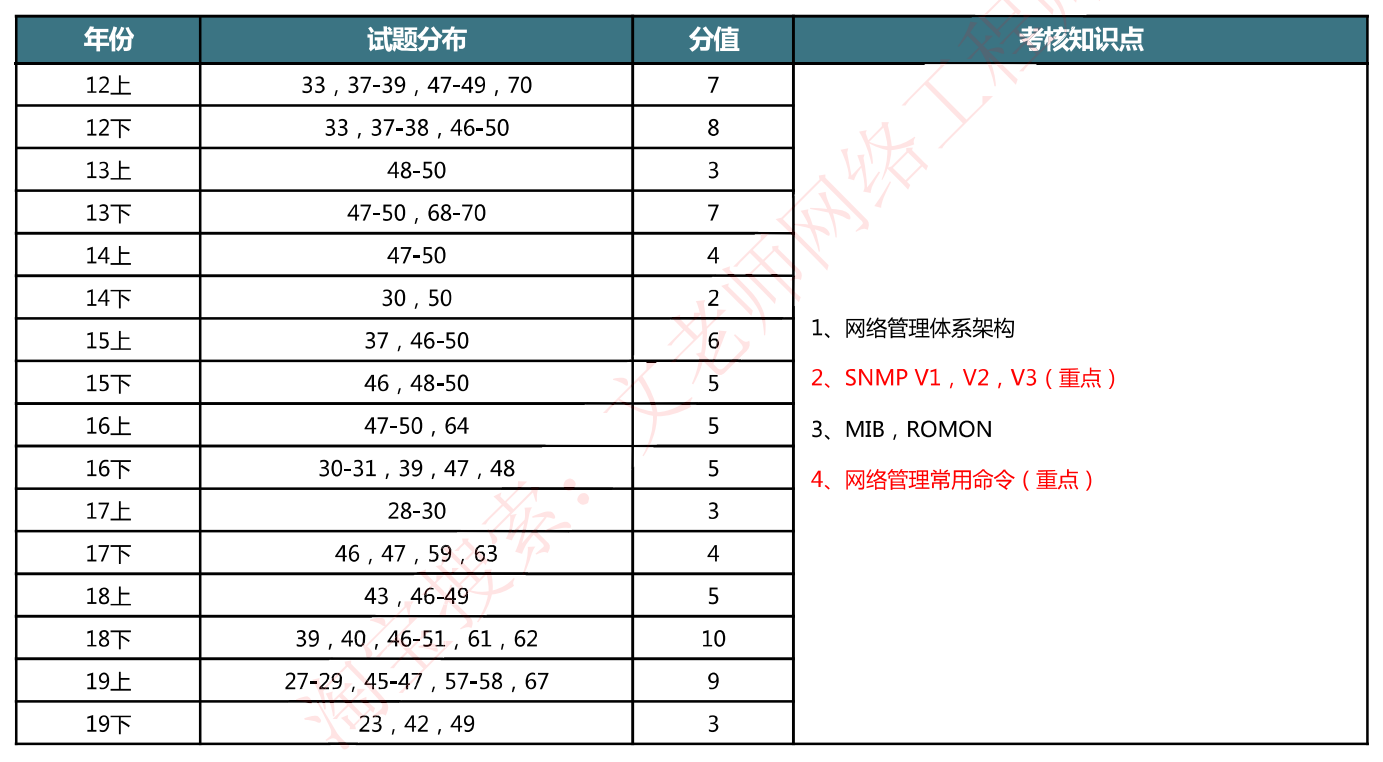 年份 试题分布 分值 考核知识点
12上 33，37-39，47-49，70 7
12下 33，37-38，46-50 8
13上 48-50 3
13下 47-50，68-70 7
14上 47-50 4
14下 30，50 2
15上 37，46-50 6
15下 46，48-50 5
16上 47-50，64 5
16下 30-31，39，47，48 5
17上 28-30 3
17下 46，47，59，63 4
18上 43，46-49 5
18下 39，40，46-51，61，62 10
19上 27-29，45-47，57-58，67 9
19下 23，42，49 3
1、网络管理体系架构
2、SNMP V1，V2，V3（重点）
3、MIB，ROMON
4、网络管理常用命令（重点）
淘宝搜索：文老师网络工程师